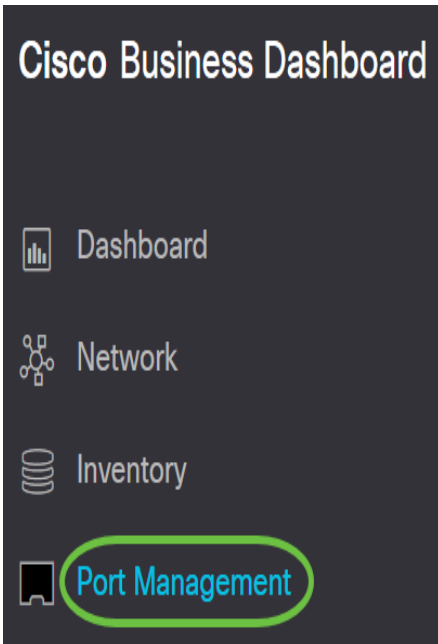 Cisco Business Dashboard
Dashboard
Network
Inventory
Port Management